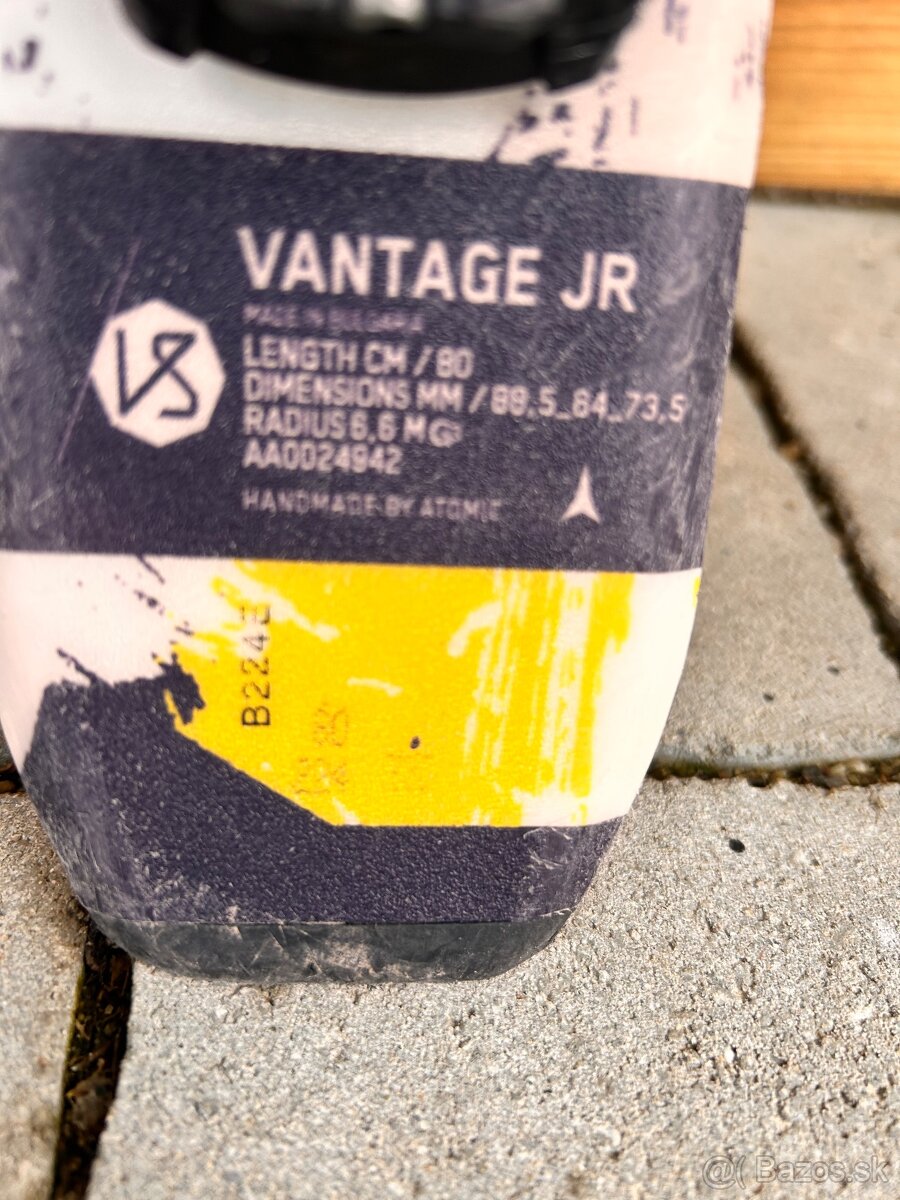 VANTAGE JR
MADE IN BULGARIA
LENGTH CM / 80
DIMENSIONS MM / 89,5_64_73,5
RADIUS 6,6 M
AA0024942
HANDMADE BY ATOMIC
@( Bazos.sk